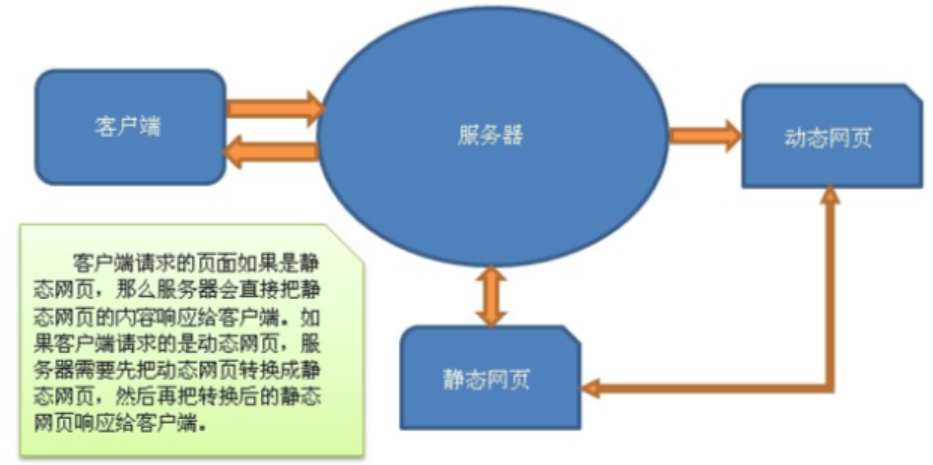 客户端
服务器
动态网页
客户端请求的页面如果是静
态网页，那么服务器会直接把静
态网页的内容响应给客户端。如
果客户端请求的是动态网页，服
务器需要先把动态网页转换成静
态网页，然后再把转换后的静态
网页响应给客户端。
静态网页